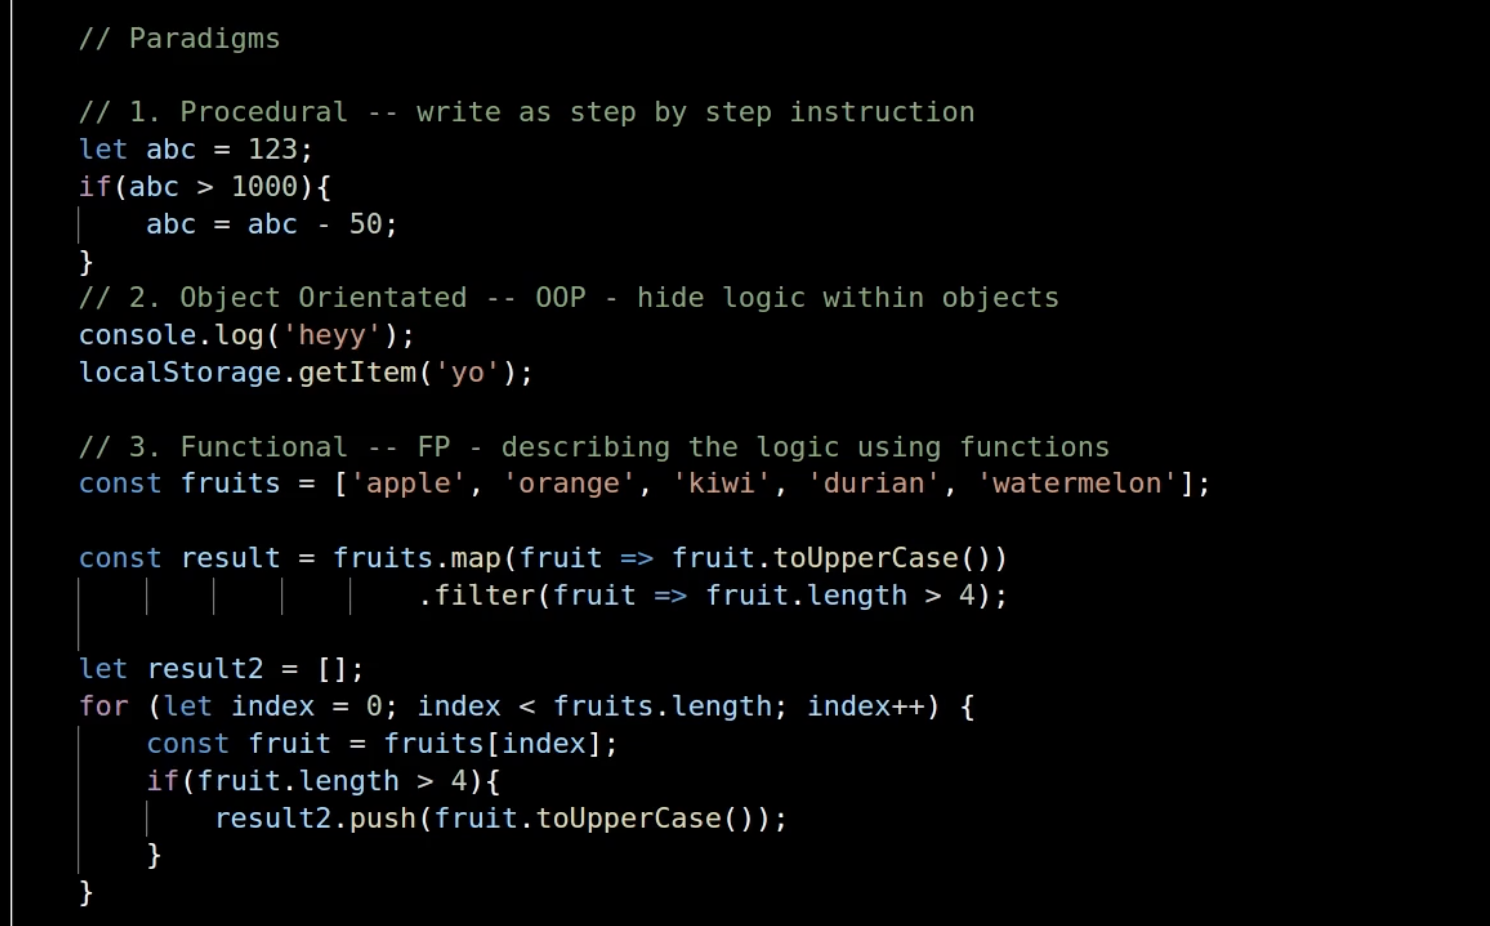 // Paradigms
// 1. Procedural -- write as step by step instruction
let abc = 123;
if(abc > 1000){
abc = abc - 50;
}
// 2. Object Orientated -- OOP - hide logic within objects
console.log('heyy');
localStorage.getItem('yo');
// 3. Functional -- FP - describing the logic using functions
const fruits = ['apple', 'orange', 'kiwi', 'durian', 'watermelon'];
const result = fruits.map(fruit => fruit.toUpperCase())
.filter(fruit => fruit.length > 4);
let result2 = [];
for (let index = 0; index < fruits.length; index++) {
const fruit = fruits[index];
if(fruit.length > 4){
result2.push(fruit.toUpperCase());
}
}